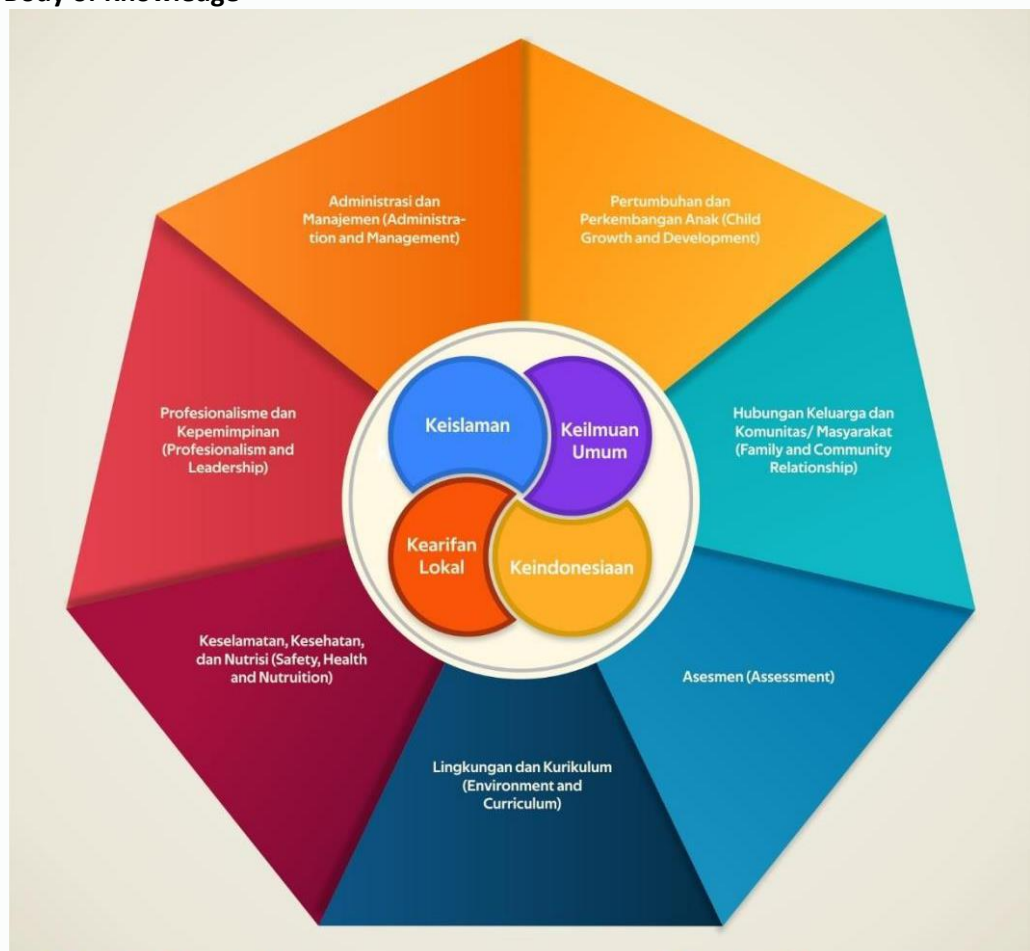 Body of Knowledge
Administrasi dan
Manajemen (Administra-
tion and Management)
Pertumbuhan dan
Perkembangan Anak (Child
Growth and Development)
Profesionalisme dan
Kepemimpinan
(Profesionalism and
Leadership)
Keislaman
Keilmuan
Umum
Hubungan Keluarga dan
Komunitas/ Masyarakat
(Family and Community
Relationship)
Kearifan
Lokal
Keindonesiaan
Keselamatan, Kesehatan,
dan Nutrisi (Safety, Health
and Nutruition)
Asesmen (Assessment)
Lingkungan dan Kurikulum
(Environment and
Curriculum)